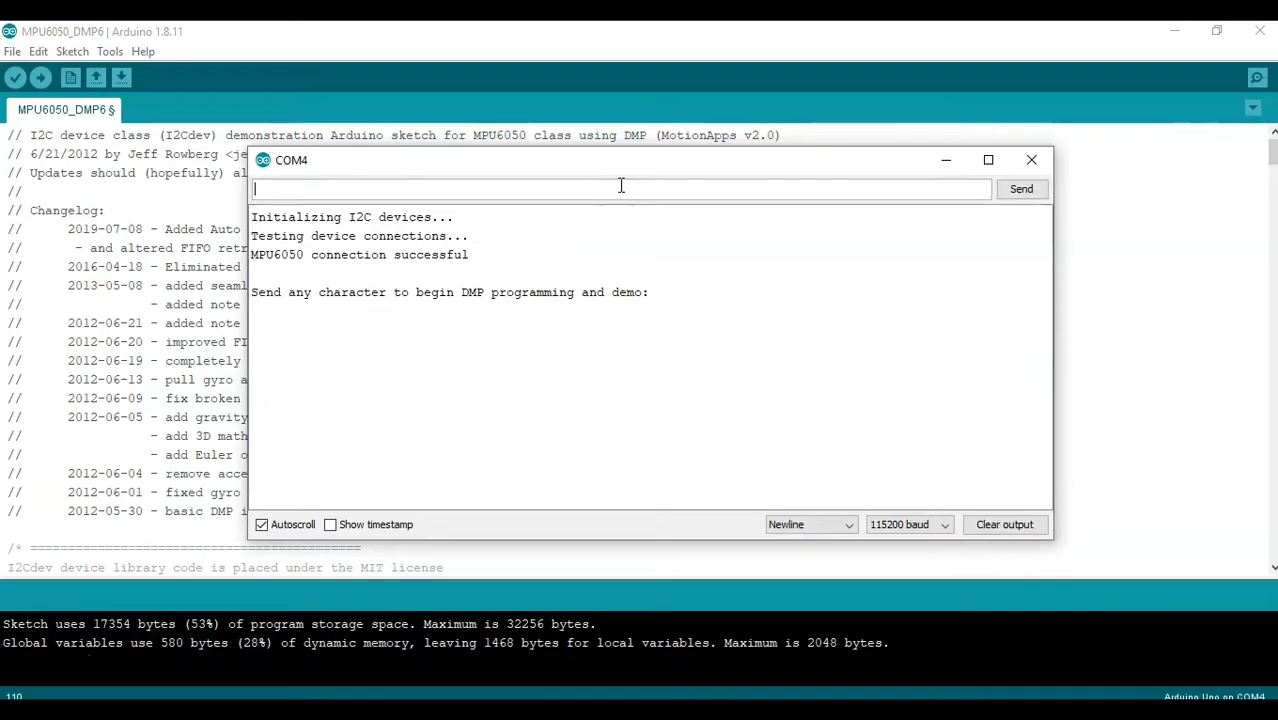 MPU6050_DMP6 | Arduino 1.8.11
File Edit Sketch Tools Help
MPU6050_DMP6 §
// I2C device class (I2Cdev) demonstration Arduino sketch for MPU6050 class using DMP (MotionApps v2.0)
// 6/21/2012 by Jeff Rowberg <je
// Updates should (hopefully) al
//
// Changelog:
// 2019-07-08 - Added Auto
// - and altered FIFO retr
// 2016-04-18 - Eliminated
// 2013-05-08 - added seaml
// - added note
// 2012-06-21 - added note
// 2012-06-20 - improved FI
// 2012-06-19 - completely
// 2012-06-13 - pull gyro a
// 2012-06-09 - fix broken
// 2012-06-05 - add gravity
// - add 3D math
// - add Euler o
// 2012-06-04 - remove acce
// 2012-06-01 - fixed gyro
// 2012-05-30 - basic DMP i
/* ============================================
I2Cdev device library code is placed under the MIT license
COM4
Send
Initializing I2C devices...
Testing device connections...
MPU6050 connection successful
Send any character to begin DMP programming and demo:
Autoscroll Show timestamp Newline 115200 baud Clear output
Sketch uses 17354 bytes (53%) of program storage space. Maximum is 32256 bytes.
Global variables use 580 bytes (28%) of dynamic memory, leaving 1468 bytes for local variables. Maximum is 2048 bytes.
110 Arduino Uno on COM4